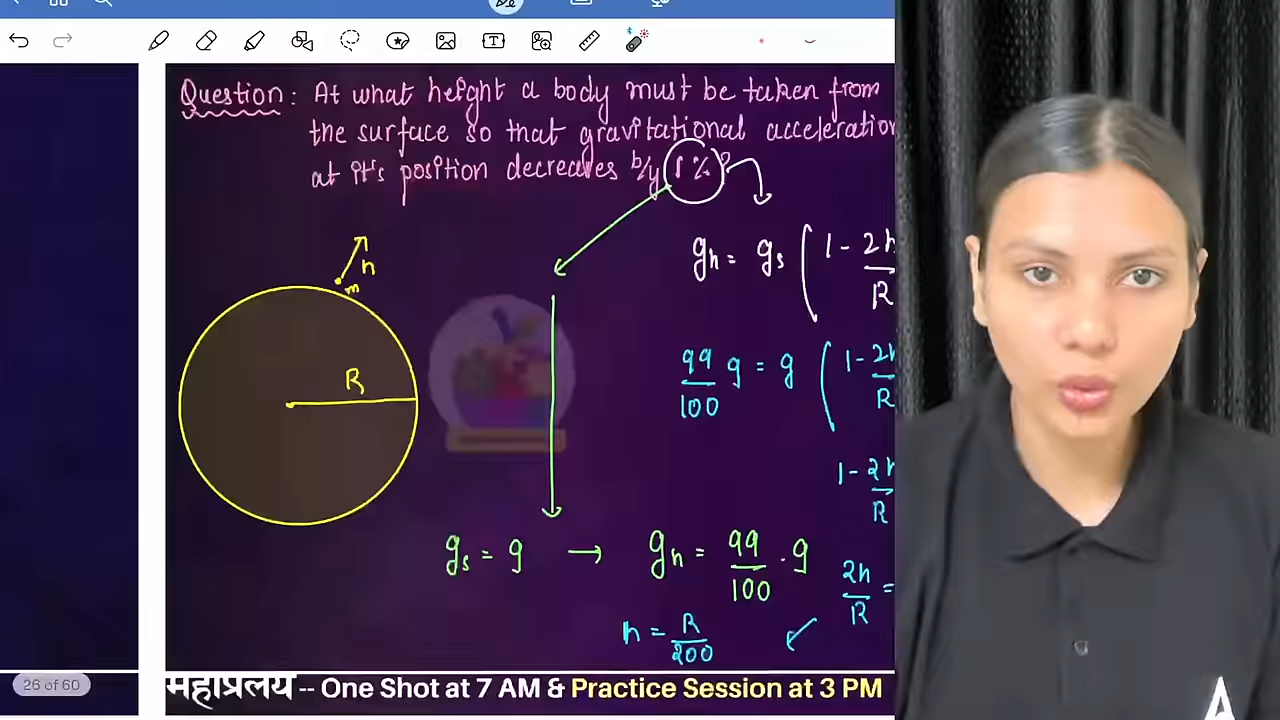 Question: At what height a body must be taken from
the surface so that gravitational acceleration
at it's position decreases by 1%?
h
m
R
gₕ = gₛ (1 - 2h
R
99/100 g = g (1 - 2h
R
1 - 2h
R
gₛ = g → gₕ = 99/100 · g
2h/R =
h = R/200
26 of 60
महाप्रलय -- One Shot at 7 AM & Practice Session at 3 PM